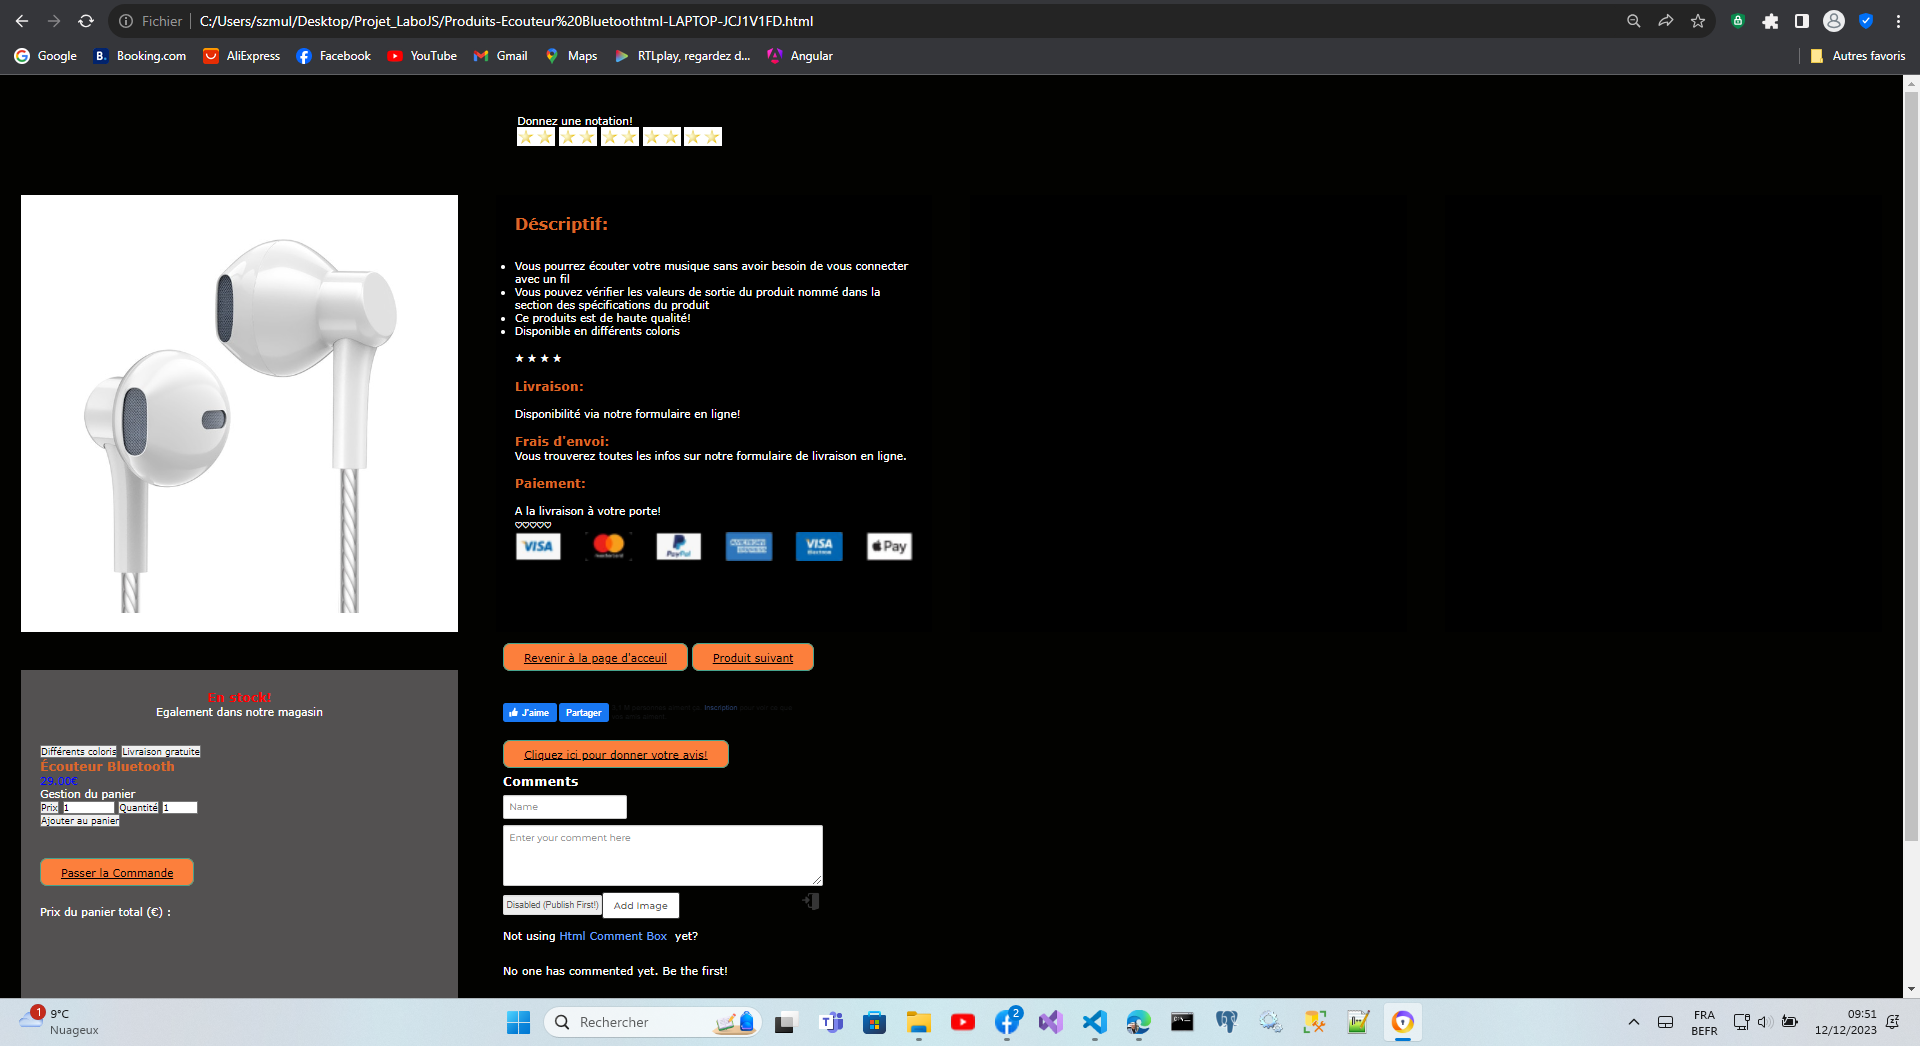 Fichier
C:/Users/szmul/Desktop/Projet_LaboJS/Produits-Ecouteur%20Bluetoothtml-LAPTOP-JCJ1V1FD.html
Google
Booking.com
AliExpress
Facebook
YouTube
Gmail
Maps
RTLplay, regardez d...
Angular
Autres favoris
Donnez une notation!
Déscriptif:
Vous pourrez écouter votre musique sans avoir besoin de vous connecter
avec un fil
Vous pouvez vérifier les valeurs de sortie du produit nommé dans la
section des spécifications du produit
Ce produits est de haute qualité!
Disponible en différents coloris
★ ★ ★ ★
Livraison:
Disponibilité via notre formulaire en ligne!
Frais d'envoi:
Vous trouverez toutes les infos sur notre formulaire de livraison en ligne.
Paiement:
A la livraison à votre porte!
♡♡♡♡♡
VISA
mastercard
PayPal
AMERICAN EXPRESS
VISA Electron
Pay
Revenir à la page d'acceuil
Produit suivant
En stock!
Egalement dans notre magasin
Différents coloris
Livraison gratuite
Écouteur Bluetooth
29.00€
Gestion du panier
Prix 1 Quantité 1
Ajouter au panier
Passer la Commande
Prix du panier total (€) :
J'aime
Partager
Inscription
Cliquez ici pour donner votre avis!
Comments
Name
Enter your comment here
Disabled (Publish First!)
Add Image
Not using Html Comment Box yet?
No one has commented yet. Be the first!
1
9°C
Nuageux
Rechercher
2
FRA
BEFR
09:51
12/12/2023